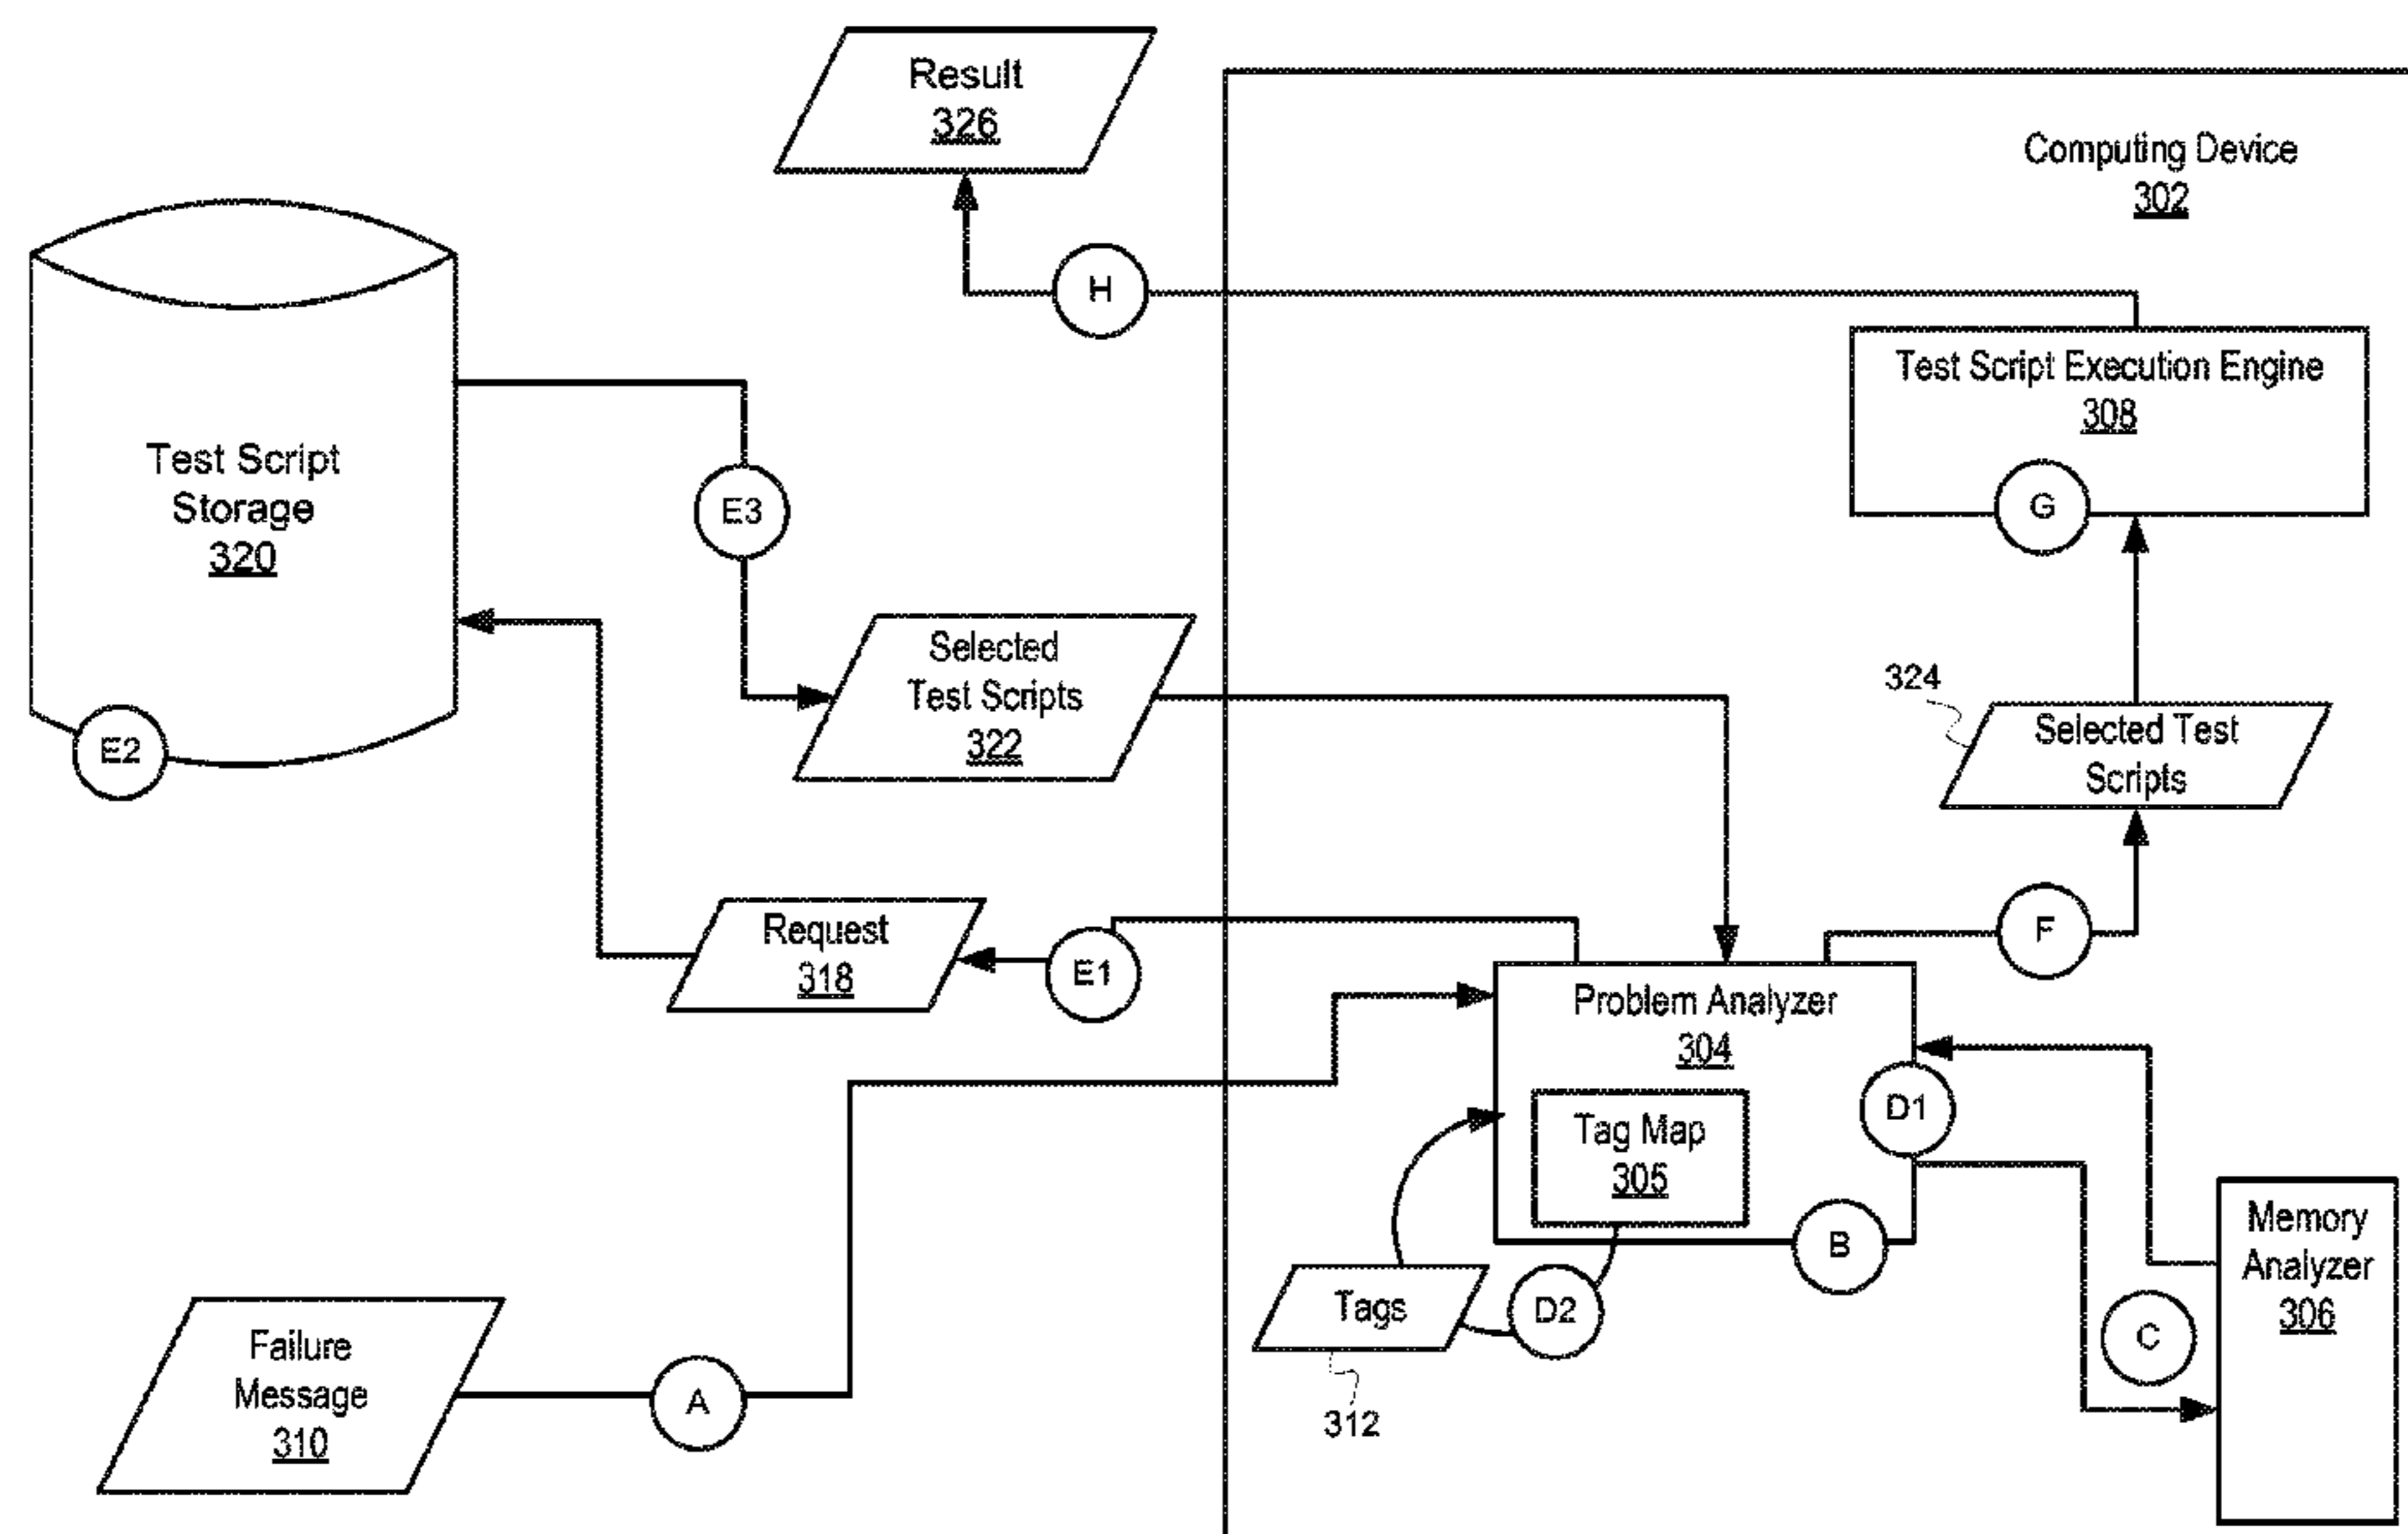 Result
326
Computing Device
302
H
Test Script Execution Engine
308
G
Test Script
Storage
320
E3
E2
Selected
Test Scripts
322
324
Selected Test
Scripts
F
Request
318
E1
Problem Analyzer
304
Tag Map
305
D1
B
Memory
Analyzer
306
C
Tags
D2
312
Failure
Message
310
A